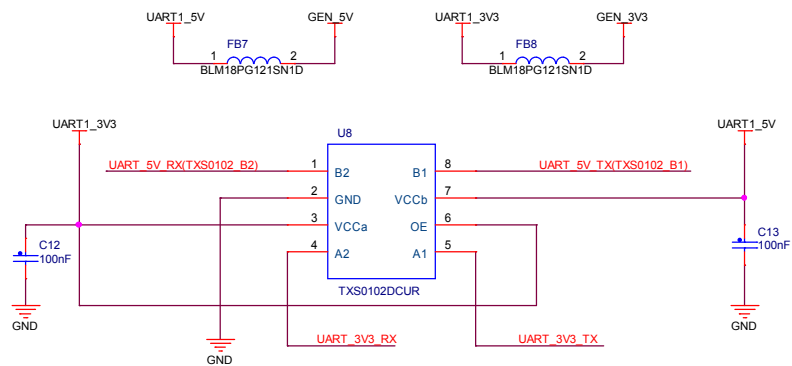 UART1_5V GEN_5V UART1_3V3 GEN_3V3
FB7 FB8
1 2 1 2
BLM18PG121SN1D BLM18PG121SN1D
UART1_3V3 UART1_5V
U8
UART_5V_RX(TXS0102_B2) 1 B2 B1 8 UART_5V_TX(TXS0102_B1)
2 GND VCCb 7
3 VCCa OE 6
C12 C13
100nF 100nF
4 A2 A1 5
TXS0102DCUR
GND GND
UART_3V3_RX UART_3V3_TX
GND